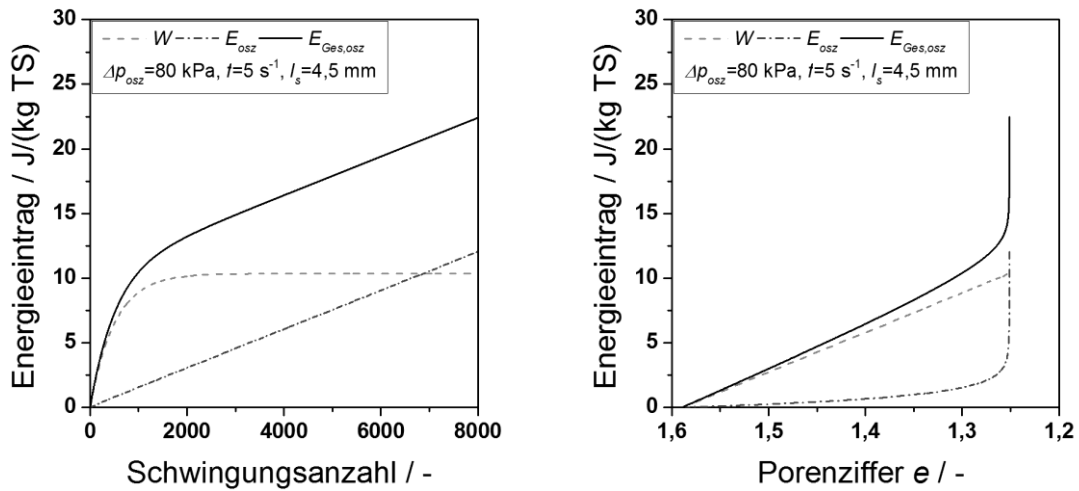 30
25
20
15
10
5
0
Energieeintrag / J/(kg TS)
W E_osz E_Ges,osz
Δp_osz=80 kPa, f=5 s⁻¹, l_s=4,5 mm
0 2000 4000 6000 8000
Schwingungsanzahl / -
30
25
20
15
10
5
0
Energieeintrag / J/(kg TS)
W E_osz E_Ges,osz
Δp_osz=80 kPa, f=5 s⁻¹, l_s=4,5 mm
1,6 1,5 1,4 1,3 1,2
Porenziffer e / -